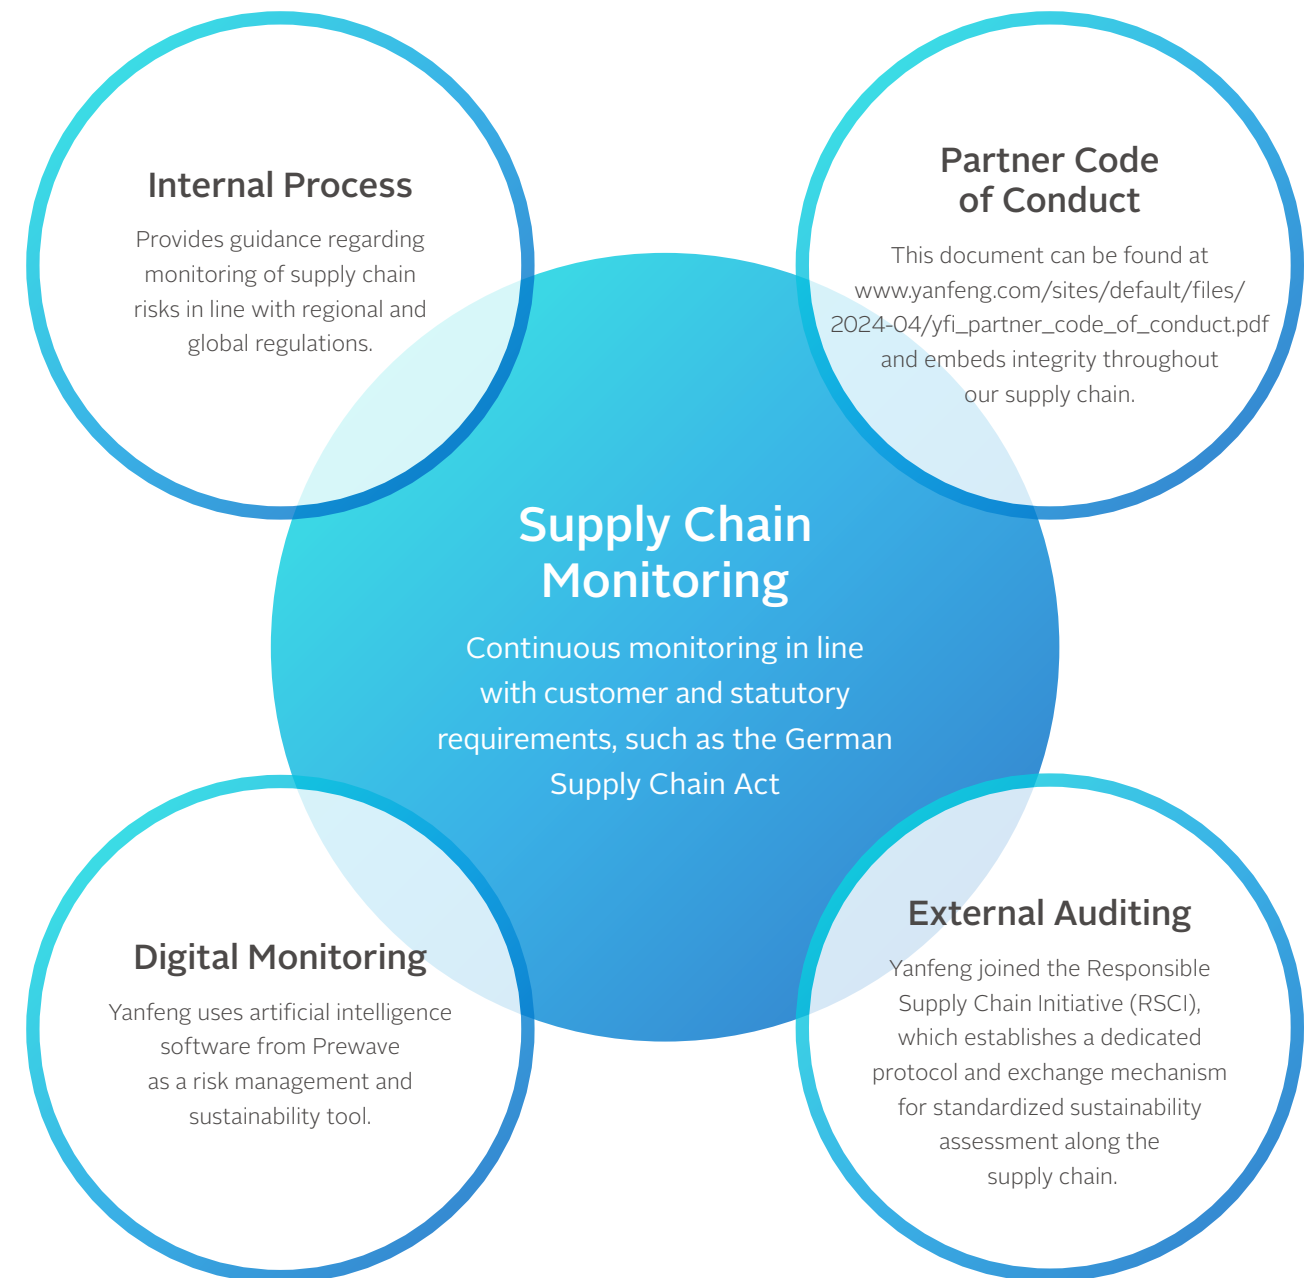 Internal Process
Provides guidance regarding
monitoring of supply chain
risks in line with regional and
global regulations.
Partner Code
of Conduct
This document can be found at
www.yanfeng.com/sites/default/files/
2024-04/yfi_partner_code_of_conduct.pdf
and embeds integrity throughout
our supply chain.
Supply Chain
Monitoring
Continuous monitoring in line
with customer and statutory
requirements, such as the German
Supply Chain Act
Digital Monitoring
Yanfeng uses artificial intelligence
software from Prewave
as a risk management and
sustainability tool.
External Auditing
Yanfeng joined the Responsible
Supply Chain Initiative (RSCI),
which establishes a dedicated
protocol and exchange mechanism
for standardized sustainability
assessment along the
supply chain.